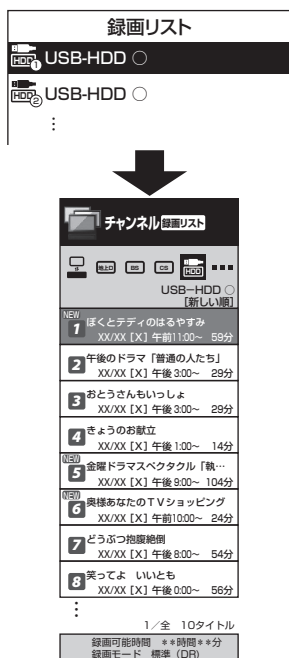 録画リスト
HDD 1 USB-HDD ○
HDD 2 USB-HDD ○
⋮
チャンネル 録画リスト
地上D BS CS HDD ■■■
USB-HDD ○
[新しい順]
NEW
1 ぼくとテディのはるやすみ
XX/XX [X] 午前11:00~ 59分
2 午後のドラマ「普通の人たち」
XX/XX [X] 午後 3:00~ 29分
3 おとうさんもいっしょ
XX/XX [X] 午後 3:00~ 29分
4 きょうのお献立
XX/XX [X] 午後 1:00~ 14分
NEW
5 金曜ドラマスペクタクル「執…
XX/XX [X] 午後 9:00~ 104分
NEW
6 奥様あなたのTVショッピング
XX/XX [X] 午前10:00~ 24分
7 どうぶつ抱腹絶倒
XX/XX [X] 午後 8:00~ 54分
8 笑ってよ いいとも
XX/XX [X] 午後 0:00~ 56分
⋮
1/全 10タイトル
録画可能時間 **時間**分
録画モード 標準(DR)